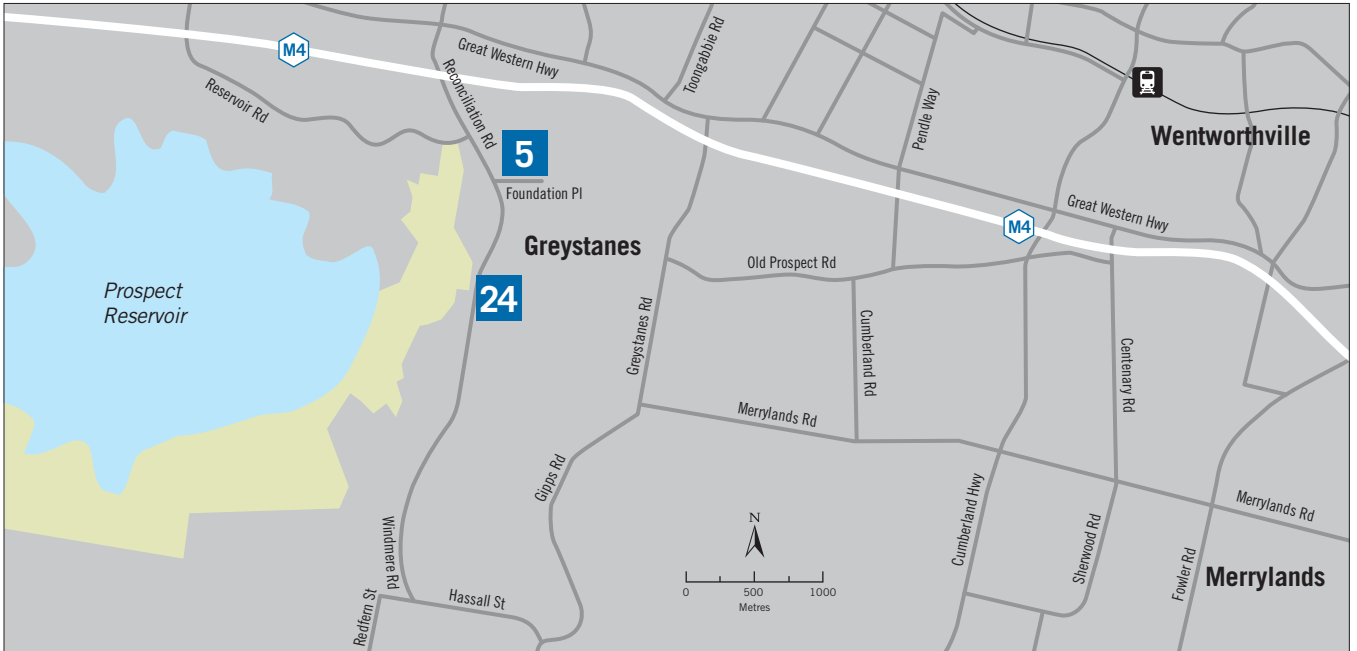 M4
Great Western Hwy
Toongabbie Rd
Reservoir Rd
Reconciliation Rd
Pendle Way
Wentworthville
5
Foundation Pl
Greystanes
Great Western Hwy
M4
Old Prospect Rd
24
Prospect
Reservoir
Greystanes Rd
Cumberland Rd
Centenary Rd
Merrylands Rd
Gipps Rd
Cumberland Hwy
Merrylands Rd
Windmere Rd
N
Sherwood Rd
Fowler Rd
Merrylands
0 500 1000
Metres
Redfern St
Hassall St